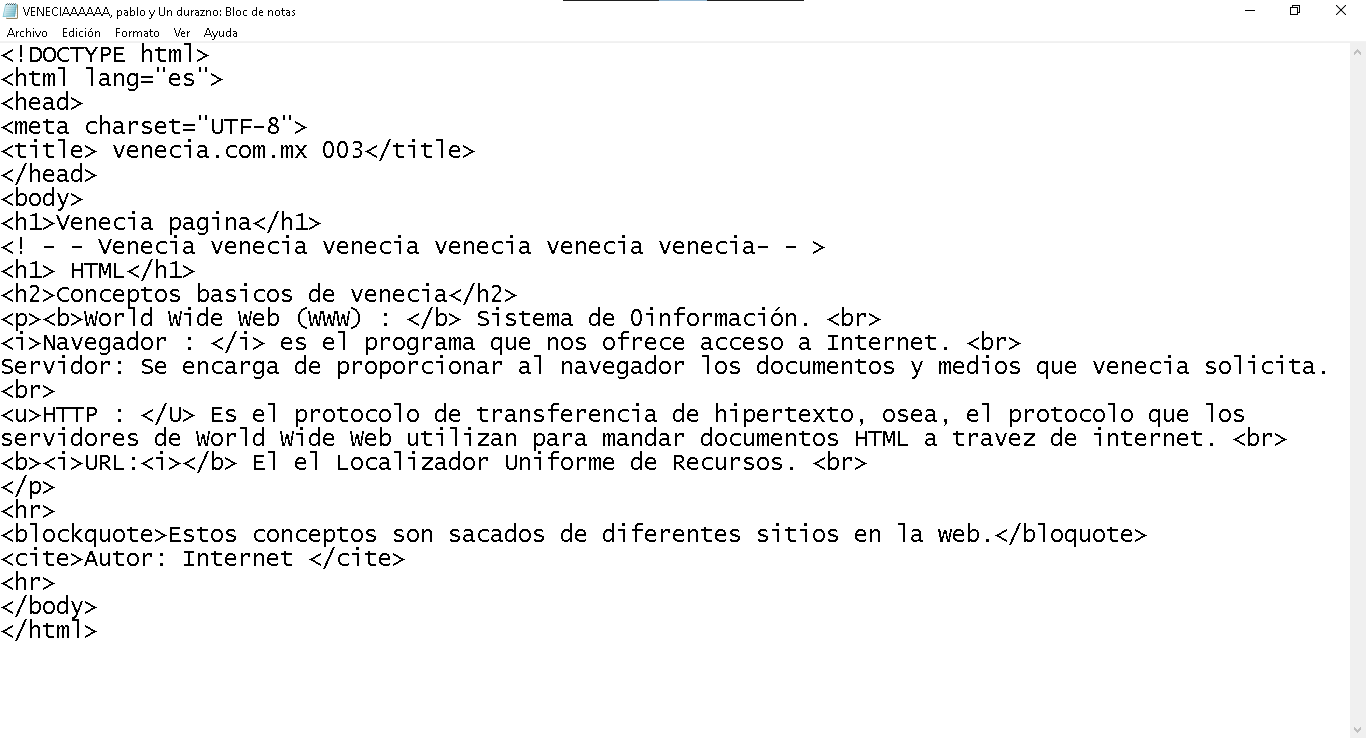 VENECIAAAAAA, pablo y Un durazno: Bloc de notas
Archivo Edición Formato Ver Ayuda
<!DOCTYPE html>
<html lang="es">
<head>
<meta charset="UTF-8">
<title> venecia.com.mx 003</title>
</head>
<body>
<h1>Venecia pagina</h1>
<! - - Venecia venecia venecia venecia venecia venecia- - >
<h1> HTML</h1>
<h2>Conceptos basicos de venecia</h2>
<p><b>World Wide Web (WWW) : </b> Sistema de 0información. <br>
<i>Navegador : </i> es el programa que nos ofrece acceso a Internet. <br>
Servidor: Se encarga de proporcionar al navegador los documentos y medios que venecia solicita.
<br>
<u>HTTP : </U> Es el protocolo de transferencia de hipertexto, osea, el protocolo que los
servidores de World Wide Web utilizan para mandar documentos HTML a travez de internet. <br>
<b><i>URL:<i></b> El el Localizador Uniforme de Recursos. <br>
</p>
<hr>
<blockquote>Estos conceptos son sacados de diferentes sitios en la web.</bloquote>
<cite>Autor: Internet </cite>
<hr>
</body>
</html>